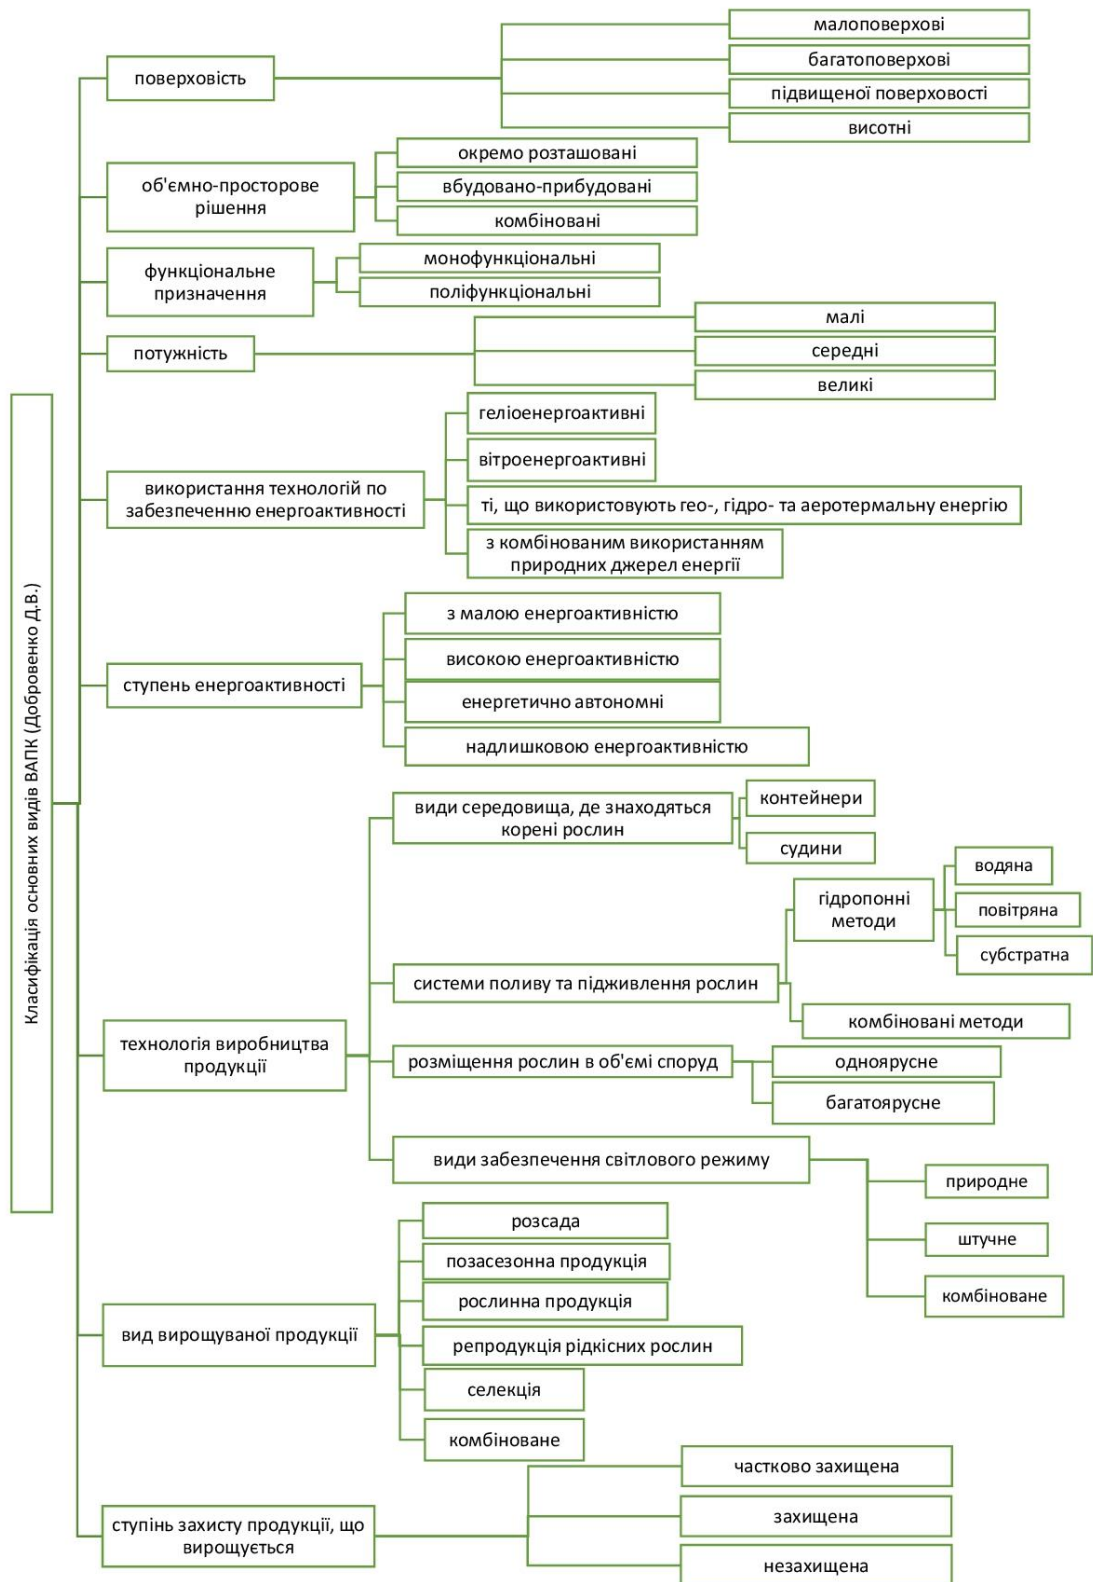 Класифікація основних видів ВАПК (Добровенко Д.В.)
поверховість
малоповерхові
багатоповерхові
підвищеної поверховості
висотні
об'ємно-просторове
рішення
окремо розташовані
вбудовано-прибудовані
комбіновані
функціональне
призначення
монофункціональні
поліфункціональні
потужність
малі
середні
великі
використання технологій по
забезпеченню енергоактивності
геліоенергоактивні
вітроенергоактивні
ті, що використовують гео-, гідро- та аеротермальну енергію
з комбінованим використанням
природних джерел енергії
ступень енергоактивності
з малою енергоактивністю
високою енергоактивністю
енергетично автономні
надлишковою енергоактивністю
технологія виробництва
продукції
види середовища, де знаходяться
корені рослин
контейнери
судини
системи поливу та підживлення рослин
гідропонні
методи
водяна
повітряна
субстратна
комбіновані методи
розміщення рослин в об'ємі споруд
одноярусне
багатоярусне
види забезпечення світлового режиму
природне
штучне
комбіноване
вид вирощуваної продукції
розсада
позасезонна продукція
рослинна продукція
репродукція рідкісних рослин
селекція
комбіноване
ступінь захисту продукції, що
вирощується
частково захищена
захищена
незахищена